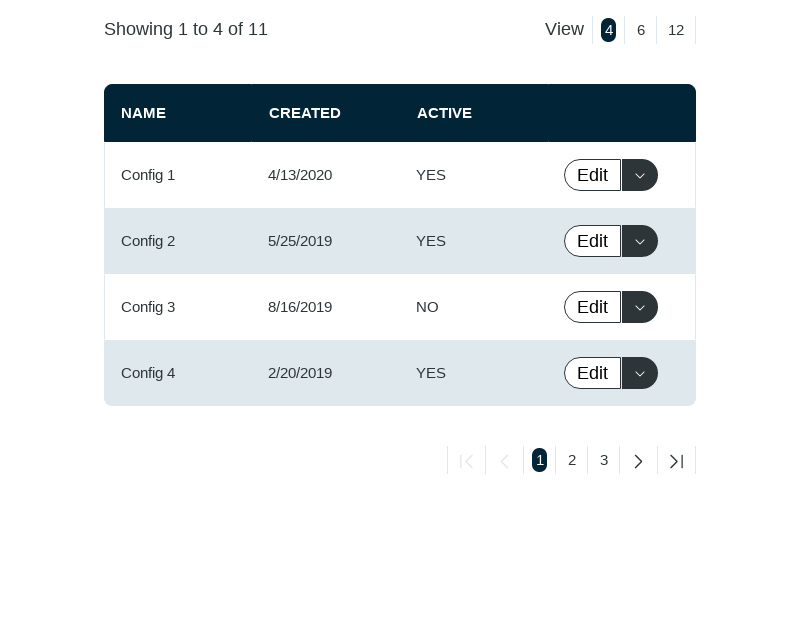 Showing 1 to 4 of 11 View 4 6 12
NAME CREATED ACTIVE
Config 1 4/13/2020 YES Edit
Config 2 5/25/2019 YES Edit
Config 3 8/16/2019 NO Edit
Config 4 2/20/2019 YES Edit
1 2 3